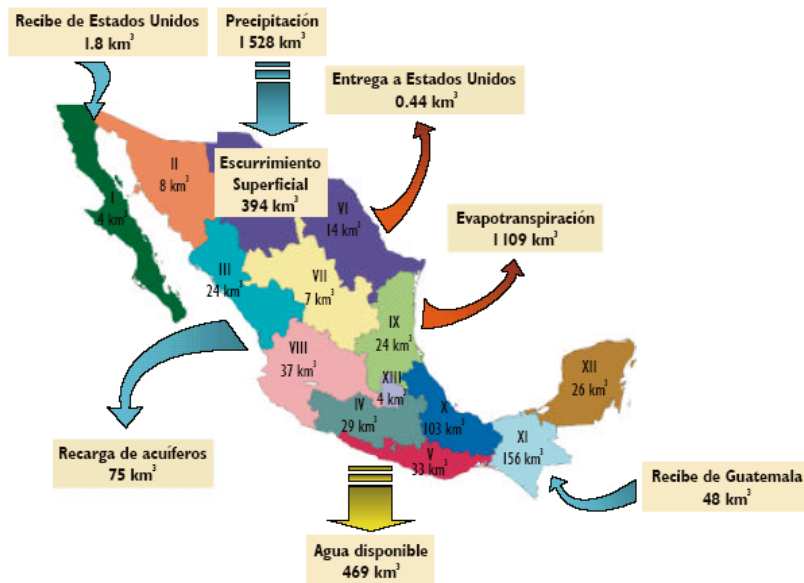 Recibe de Estados Unidos
1.8 km³
Precipitación
1 528 km³
Entrega a Estados Unidos
0.44 km³
Escurrimiento
Superficial
394 km³
Evapotranspiración
1 109 km³
I
4 km³
II
8 km³
III
24 km³
VI
14 km³
VII
7 km³
VIII
37 km³
IX
24 km³
XIII
4 km³
IV
29 km³
X
103 km³
V
33 km³
XI
156 km³
XII
26 km³
Recarga de acuíferos
75 km³
Recibe de Guatemala
48 km³
Agua disponible
469 km³